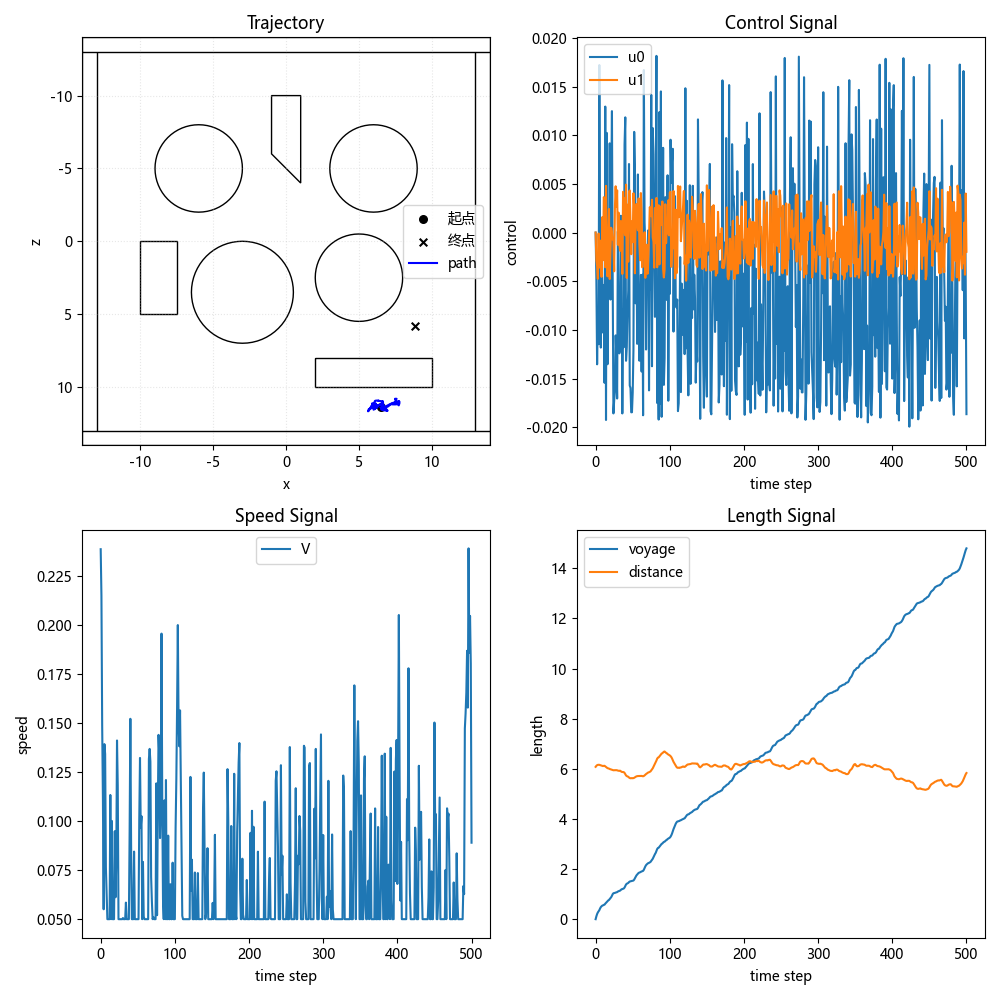 Trajectory
-10
-5
0
5
10
z
-10
-5
0
5
10
x
起点
终点
path
Control Signal
0.020
0.015
0.010
0.005
0.000
-0.005
-0.010
-0.015
-0.020
control
0
100
200
300
400
500
time step
u0
u1
Speed Signal
0.225
0.200
0.175
0.150
0.125
0.100
0.075
0.050
speed
0
100
200
300
400
500
time step
V
Length Signal
14
12
10
8
6
4
2
0
length
0
100
200
300
400
500
time step
voyage
distance